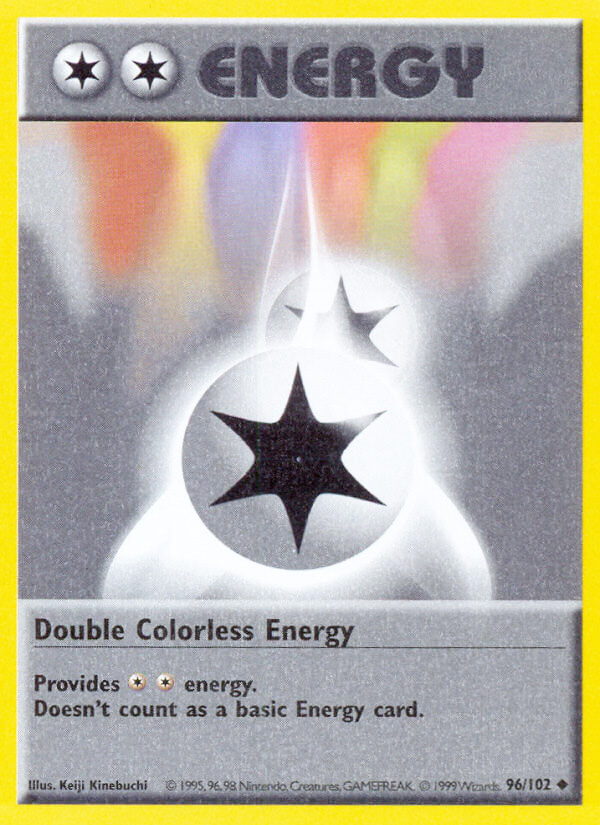 ENERGY
Double Colorless Energy
Provides energy.
Doesn't count as a basic Energy card.
Illus. Keiji Kinebuchi © 1995, 96, 98 Nintendo, Creatures, GAMEFREAK. © 1999 Wizards. 96/102